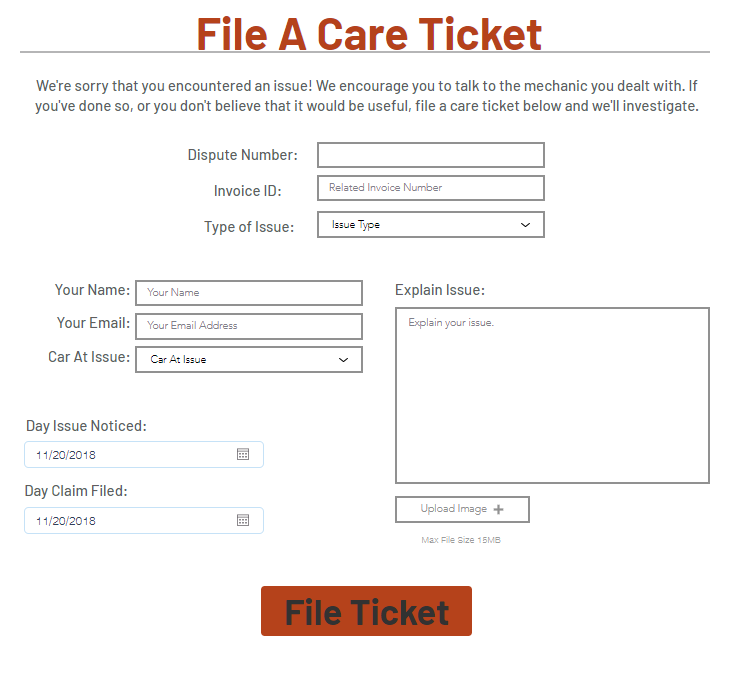 File A Care Ticket
We're sorry that you encountered an issue! We encourage you to talk to the mechanic you dealt with. If
you've done so, or you don't believe that it would be useful, file a care ticket below and we'll investigate.
Dispute Number:
Invoice ID: Related Invoice Number
Type of Issue: Issue Type
Your Name: Your Name
Your Email: Your Email Address
Car At Issue: Car At Issue
Explain Issue:
Explain your issue.
Day Issue Noticed:
11/20/2018
Day Claim Filed:
11/20/2018
Upload Image +
Max File Size 15MB
File Ticket